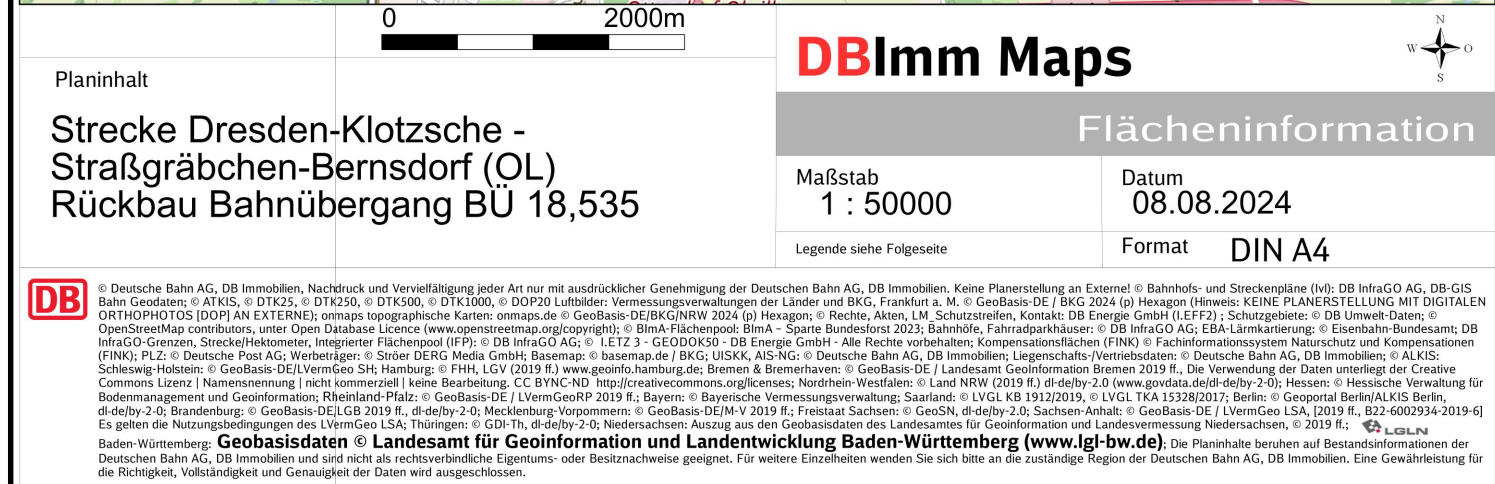 0 2000m
Planinhalt
Strecke Dresden-Klotzsche -
Straßgräbchen-Bernsdorf (OL)
Rückbau Bahnübergang BÜ 18,535
DBImm Maps
N
W O
S
Flächeninformation
Maßstab
1 : 50000
Datum
08.08.2024
Legende siehe Folgeseite
Format DIN A4
DB
© Deutsche Bahn AG, DB Immobilien, Nachdruck und Vervielfältigung jeder Art nur mit ausdrücklicher Genehmigung der Deutschen Bahn AG, DB Immobilien. Keine Planerstellung an Externe! © Bahnhofs- und Streckenpläne (Ivl): DB InfraGO AG, DB-GIS
Bahn Geodaten; © ATKIS, © DTK25, © DTK250, © DTK500, © DTK1000, © DOP20 Luftbilder: Vermessungsverwaltungen der Länder und BKG, Frankfurt a. M. © GeoBasis-DE / BKG 2024 (p) Hexagon (Hinweis: KEINE PLANERSTELLUNG MIT DIGITALEN
ORTHOPHOTOS [DOP] AN EXTERNE); onmaps topographische Karten: onmaps.de © GeoBasis-DE/BKG/NRW 2024 (p) Hexagon; © Rechte, Akten, LM_Schutzstreifen, Kontakt: DB Energie GmbH (I.EFF2) ; Schutzgebiete: © DB Umwelt-Daten; ©
OpenStreetMap contributors, unter Open Database Licence (www.openstreetmap.org/copyright); © BImA-Flächenpool: BImA – Sparte Bundesforst 2023; Bahnhöfe, Fahrradparkhäuser: © DB InfraGO AG; EBA-Lärmkartierung: © Eisenbahn-Bundesamt; DB
InfraGO-Grenzen, Strecke/Hektometer, Integrierter Flächenpool (IFP): © DB InfraGO AG; © I.ETZ 3 - GEODOK50 - DB Energie GmbH - Alle Rechte vorbehalten; Kompensationsflächen (FINK) © Fachinformationssystem Naturschutz und Kompensationen
(FINK); PLZ: © Deutsche Post AG; Werbeträger: © Ströer DERG Media GmbH; Basemap: © basemap.de / BKG; UISKK, AIS-NG: © Deutsche Bahn AG, DB Immobilien; Liegenschafts-/Vertriebsdaten: © Deutsche Bahn AG, DB Immobilien; © ALKIS:
Schleswig-Holstein: © GeoBasis-DE/LVermGeo SH; Hamburg: © FHH, LGV (2019 ff.) www.geoinfo.hamburg.de; Bremen & Bremerhaven: © GeoBasis-DE / Landesamt GeoInformation Bremen 2019 ff., Die Verwendung der Daten unterliegt der Creative
Commons Lizenz | Namensnennung | nicht kommerziell | keine Bearbeitung. CC BYNC-ND http://creativecommons.org/licenses; Nordrhein-Westfalen: © Land NRW (2019 ff.) dl-de/by-2.0 (www.govdata.de/dl-de/by-2-0); Hessen: © Hessische Verwaltung für
Bodenmanagement und Geoinformation; Rheinland-Pfalz: © GeoBasis-DE / LVermGeoRP 2019 ff.; Bayern: © Bayerische Vermessungsverwaltung; Saarland: © LVGL KB 1912/2019, © LVGL TKA 15328/2017; Berlin: © Geoportal Berlin/ALKIS Berlin,
dl-de/by-2-0; Brandenburg: © GeoBasis-DE/LGB 2019 ff., dl-de/by-2-0; Mecklenburg-Vorpommern: © GeoBasis-DE/M-V 2019 ff.; Freistaat Sachsen: © GeoSN, dl-de/by-2.0; Sachsen-Anhalt: © GeoBasis-DE / LVermGeo LSA, [2019 ff., B22-6002934-2019-6]
Es gelten die Nutzungsbedingungen des LVermGeo LSA; Thüringen: © GDI-Th, dl-de/by-2-0; Niedersachsen: Auszug aus den Geobasisdaten des Landesamtes für Geoinformation und Landesvermessung Niedersachsen, © 2019 ff.; LGLN
Baden-Württemberg: Geobasisdaten © Landesamt für Geoinformation und Landentwicklung Baden-Württemberg (www.lgl-bw.de); Die Planinhalte beruhen auf Bestandsinformationen der
Deutschen Bahn AG, DB Immobilien und sind nicht als rechtsverbindliche Eigentums- oder Besitznachweise geeignet. Für weitere Einzelheiten wenden Sie sich bitte an die zuständige Region der Deutschen Bahn AG, DB Immobilien. Eine Gewährleistung für
die Richtigkeit, Vollständigkeit und Genauigkeit der Daten wird ausgeschlossen.